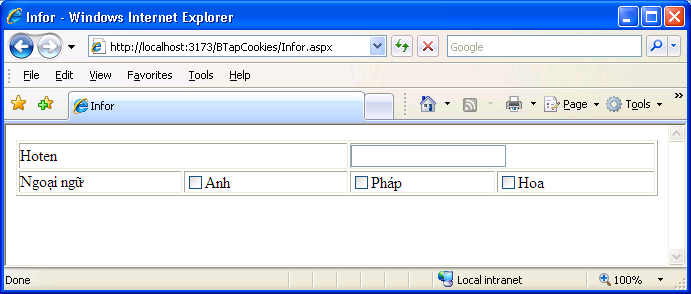 Infor - Windows Internet Explorer
http://localhost:3173/BTapCookies/Infor.aspx
Google
File Edit View Favorites Tools Help
Infor
Page Tools »
Hoten
Ngoại ngữ Anh Pháp Hoa
Done Local intranet 100%